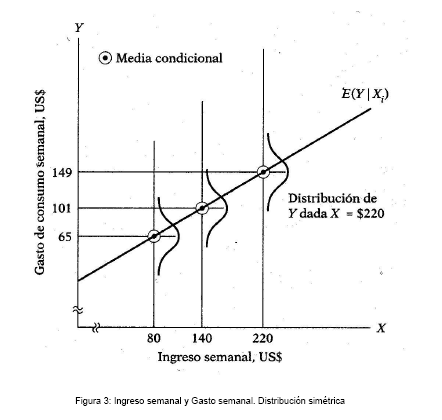 Y
Media condicional
E(Y | Xi)
Gasto de consumo semanal, US$
149
101
65
Distribución de
Y dada X = $220
X
80 140 220
Ingreso semanal, US$
Figura 3: Ingreso semanal y Gasto semanal. Distribución simétrica